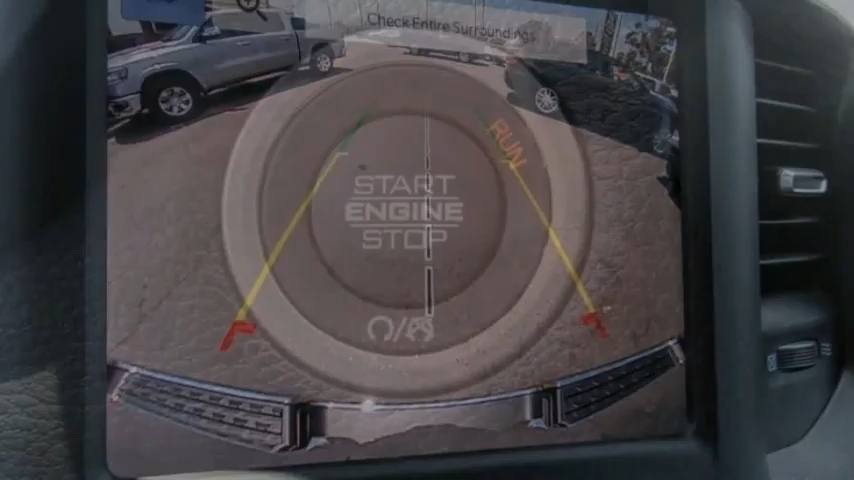 Check Entire Surroundings
RUN
START
ENGINE
STOP